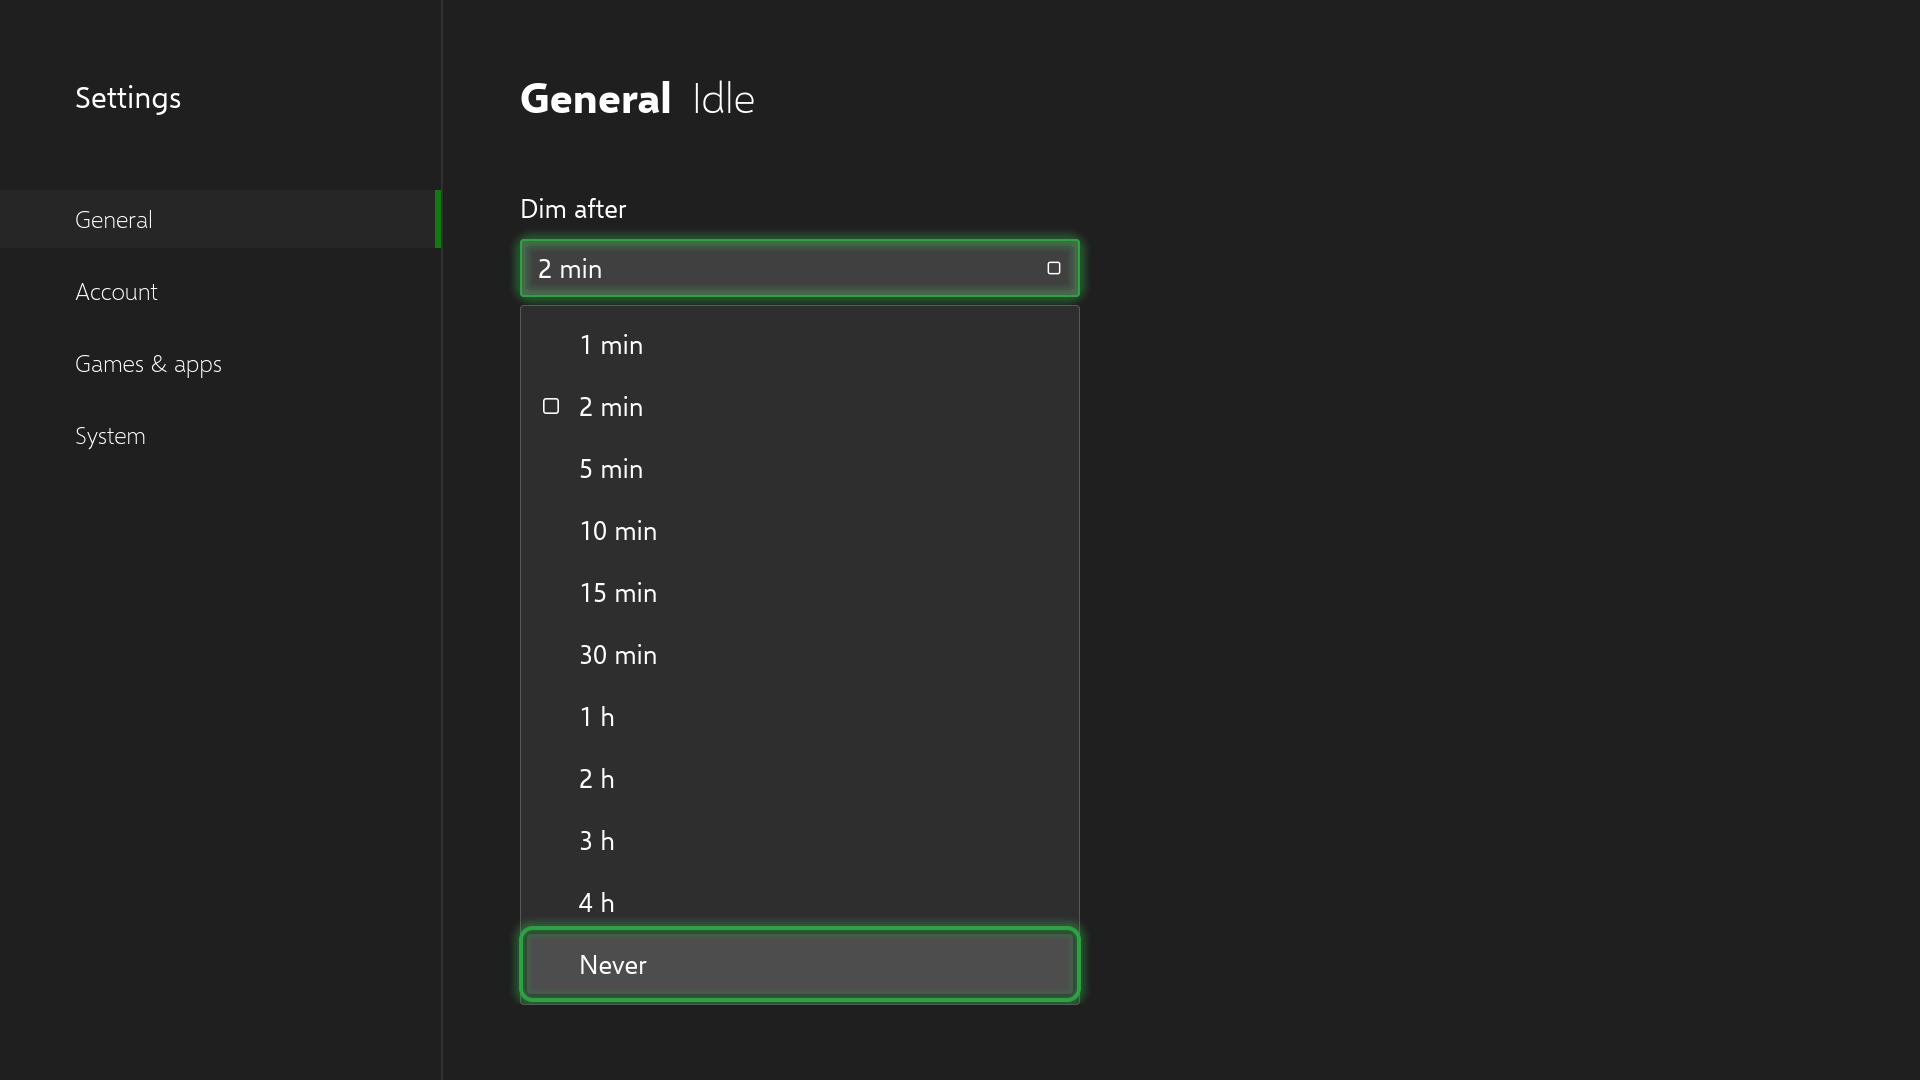 Settings
General
Account
Games & apps
System
General Idle
Dim after
2 min
1 min
2 min
5 min
10 min
15 min
30 min
1 h
2 h
3 h
4 h
Never